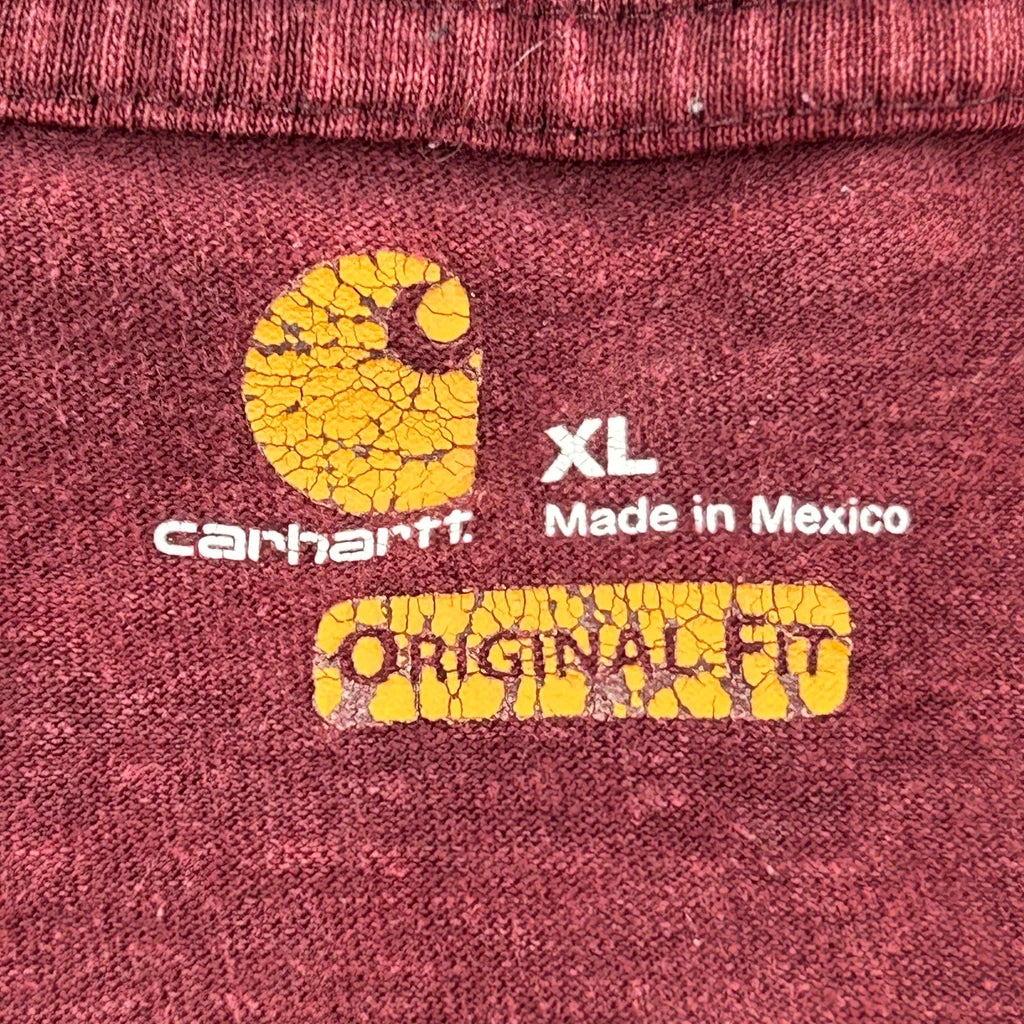 carhartt.
XL
Made in Mexico
ORIGINAL FIT